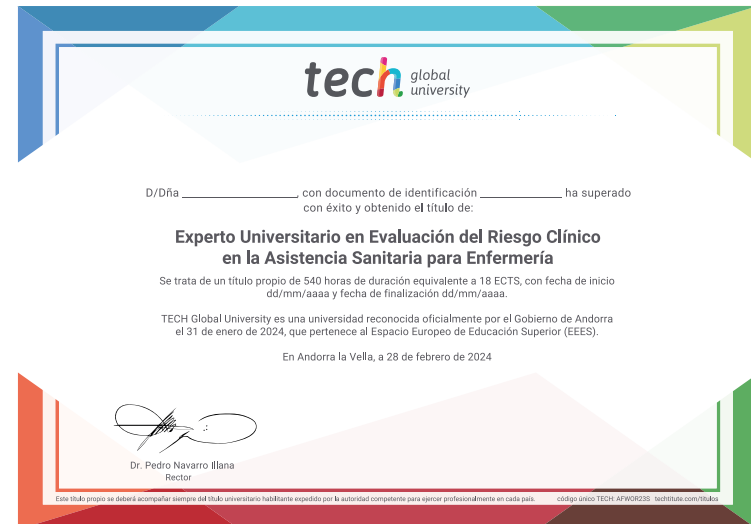 tech global
university
D/Dña ____________________, con documento de identificación ______________ ha superado
con éxito y obtenido el título de:
Experto Universitario en Evaluación del Riesgo Clínico
en la Asistencia Sanitaria para Enfermería
Se trata de un título propio de 540 horas de duración equivalente a 18 ECTS, con fecha de inicio
dd/mm/aaaa y fecha de finalización dd/mm/aaaa.
TECH Global University es una universidad reconocida oficialmente por el Gobierno de Andorra
el 31 de enero de 2024, que pertenece al Espacio Europeo de Educación Superior (EEES).
En Andorra la Vella, a 28 de febrero de 2024
Dr. Pedro Navarro Illana
Rector
Este título propio se deberá acompañar siempre del título universitario habilitante expedido por la autoridad competente para ejercer profesionalmente en cada país. código único TECH: AFWOR23S techtitute.com/titulos